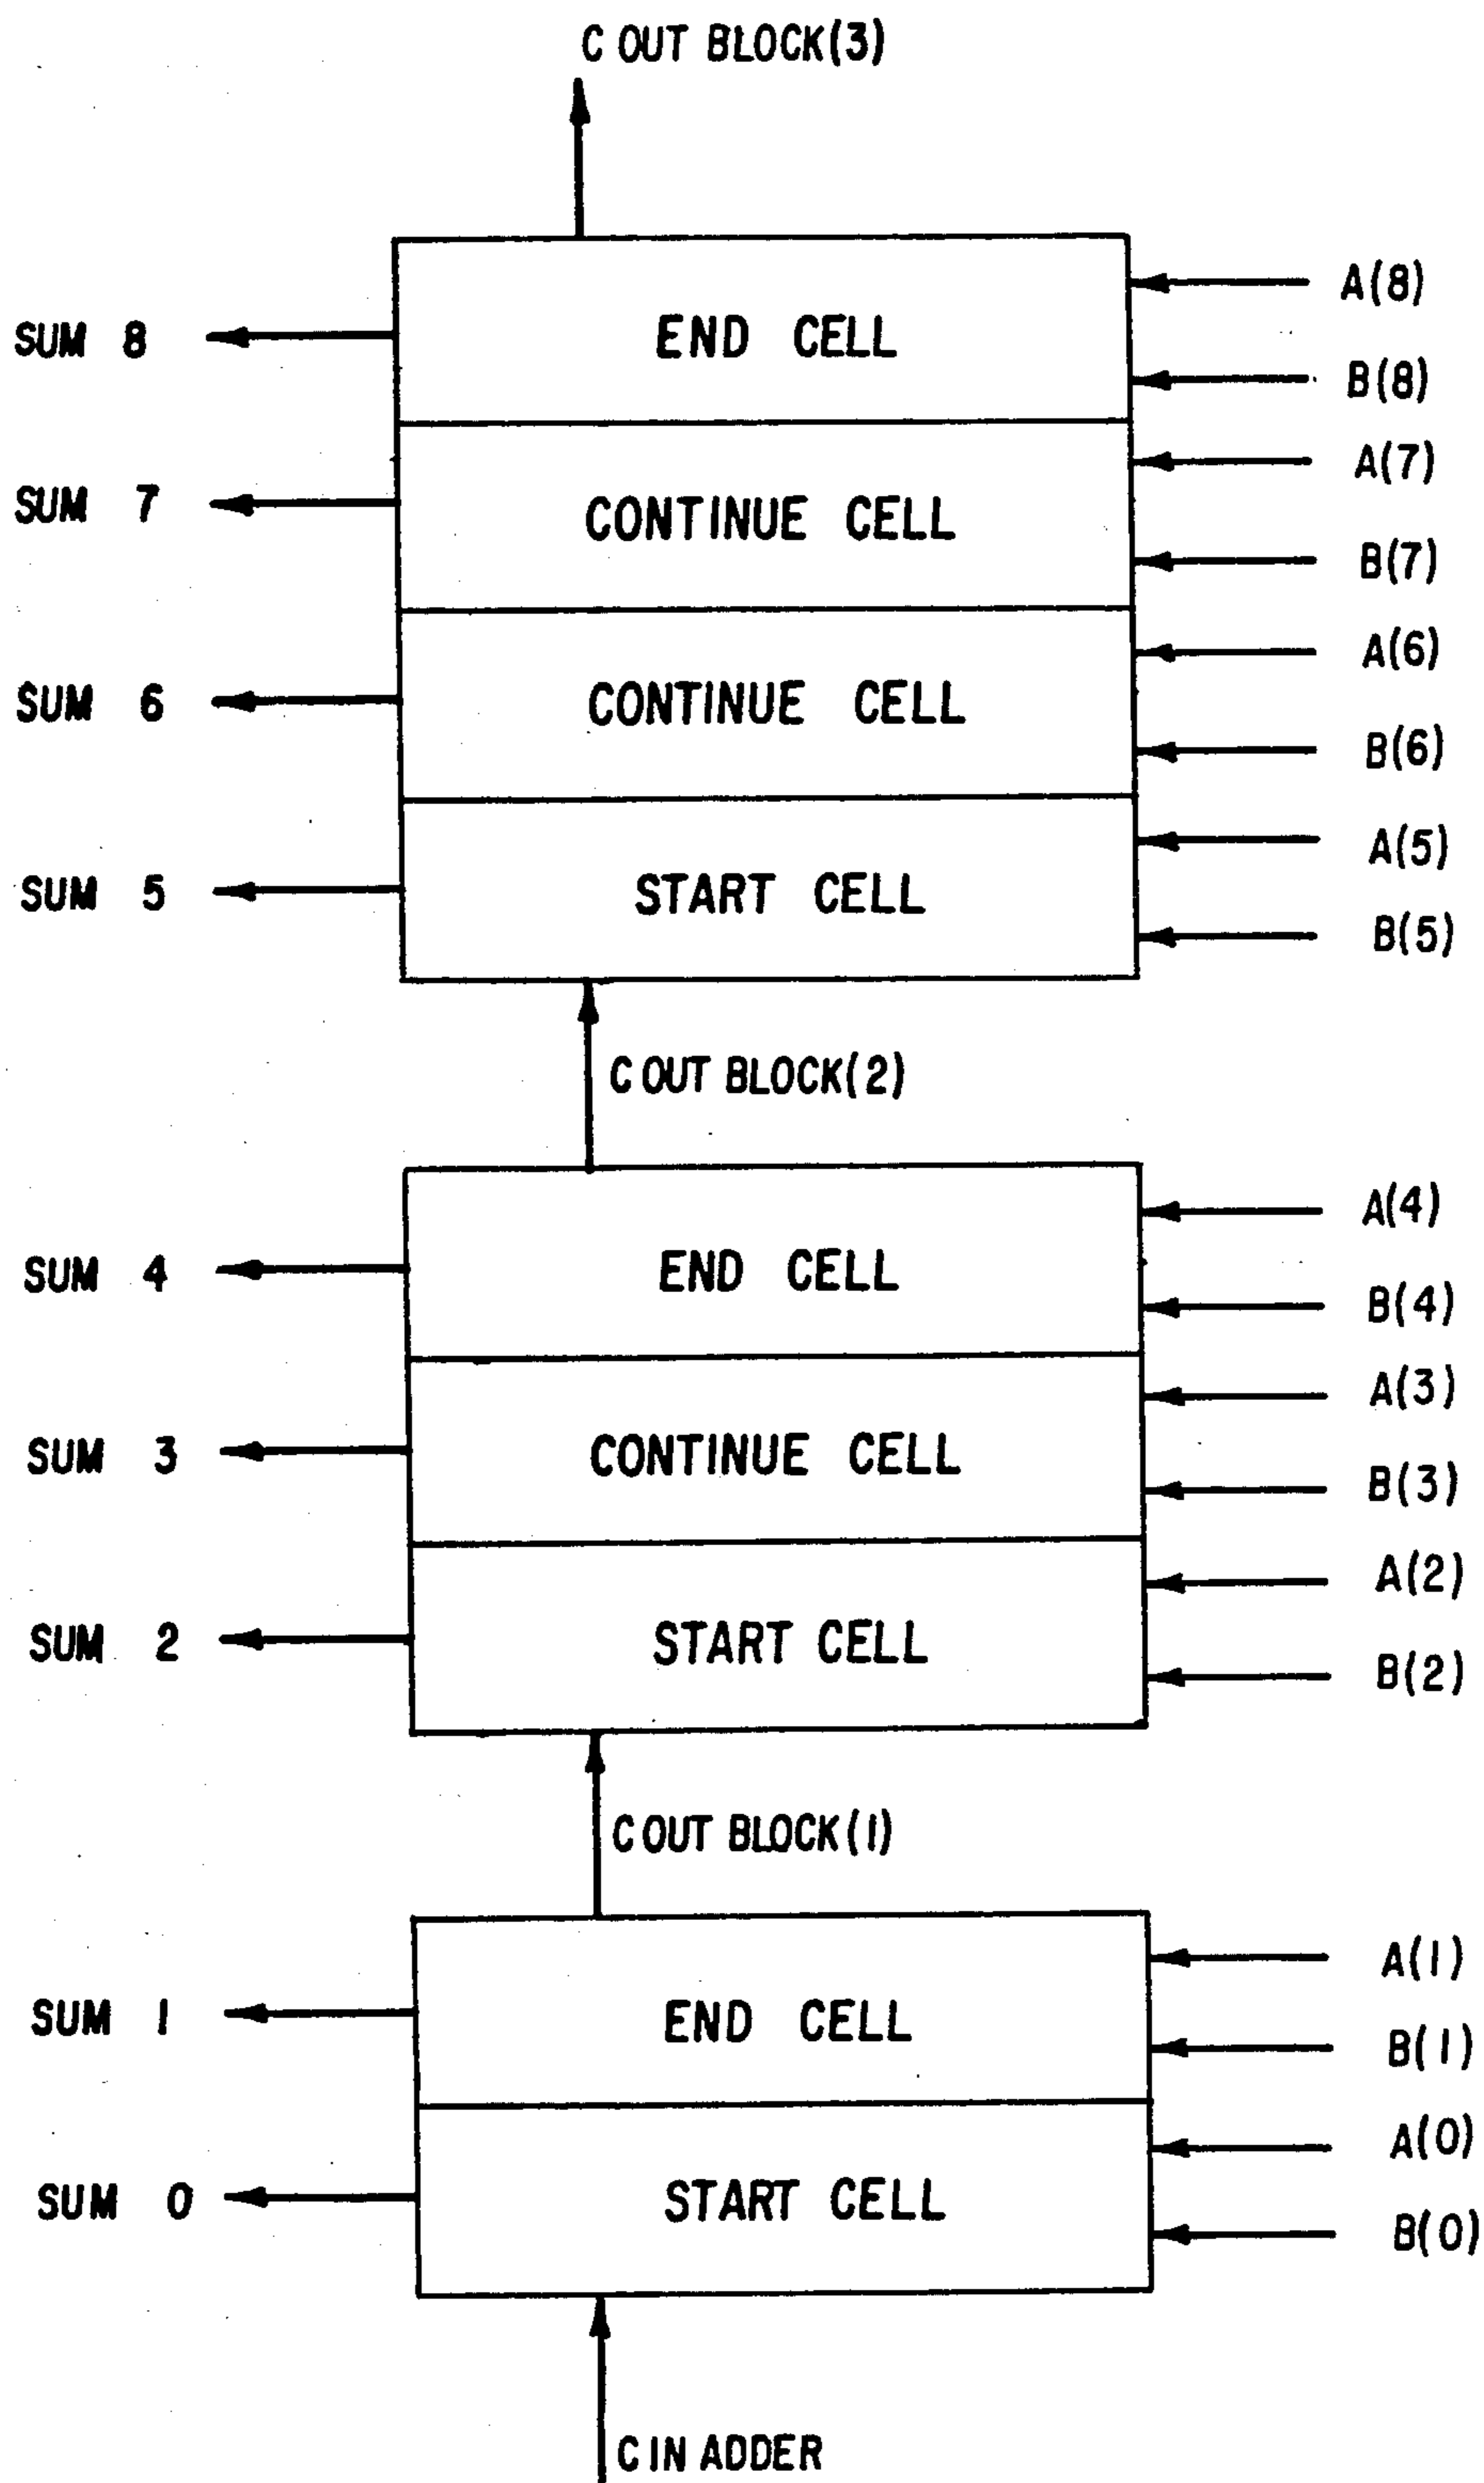 C OUT BLOCK(3)
A(8)
SUM 8
END CELL
B(8)
A(7)
SUM 7
CONTINUE CELL
B(7)
A(6)
SUM 6
CONTINUE CELL
B(6)
A(5)
SUM 5
START CELL
B(5)
C OUT BLOCK(2)
A(4)
SUM 4
END CELL
B(4)
A(3)
SUM 3
CONTINUE CELL
B(3)
A(2)
SUM 2
START CELL
B(2)
C OUT BLOCK(1)
A(1)
SUM 1
END CELL
B(1)
A(0)
SUM 0
START CELL
B(0)
C IN ADDER